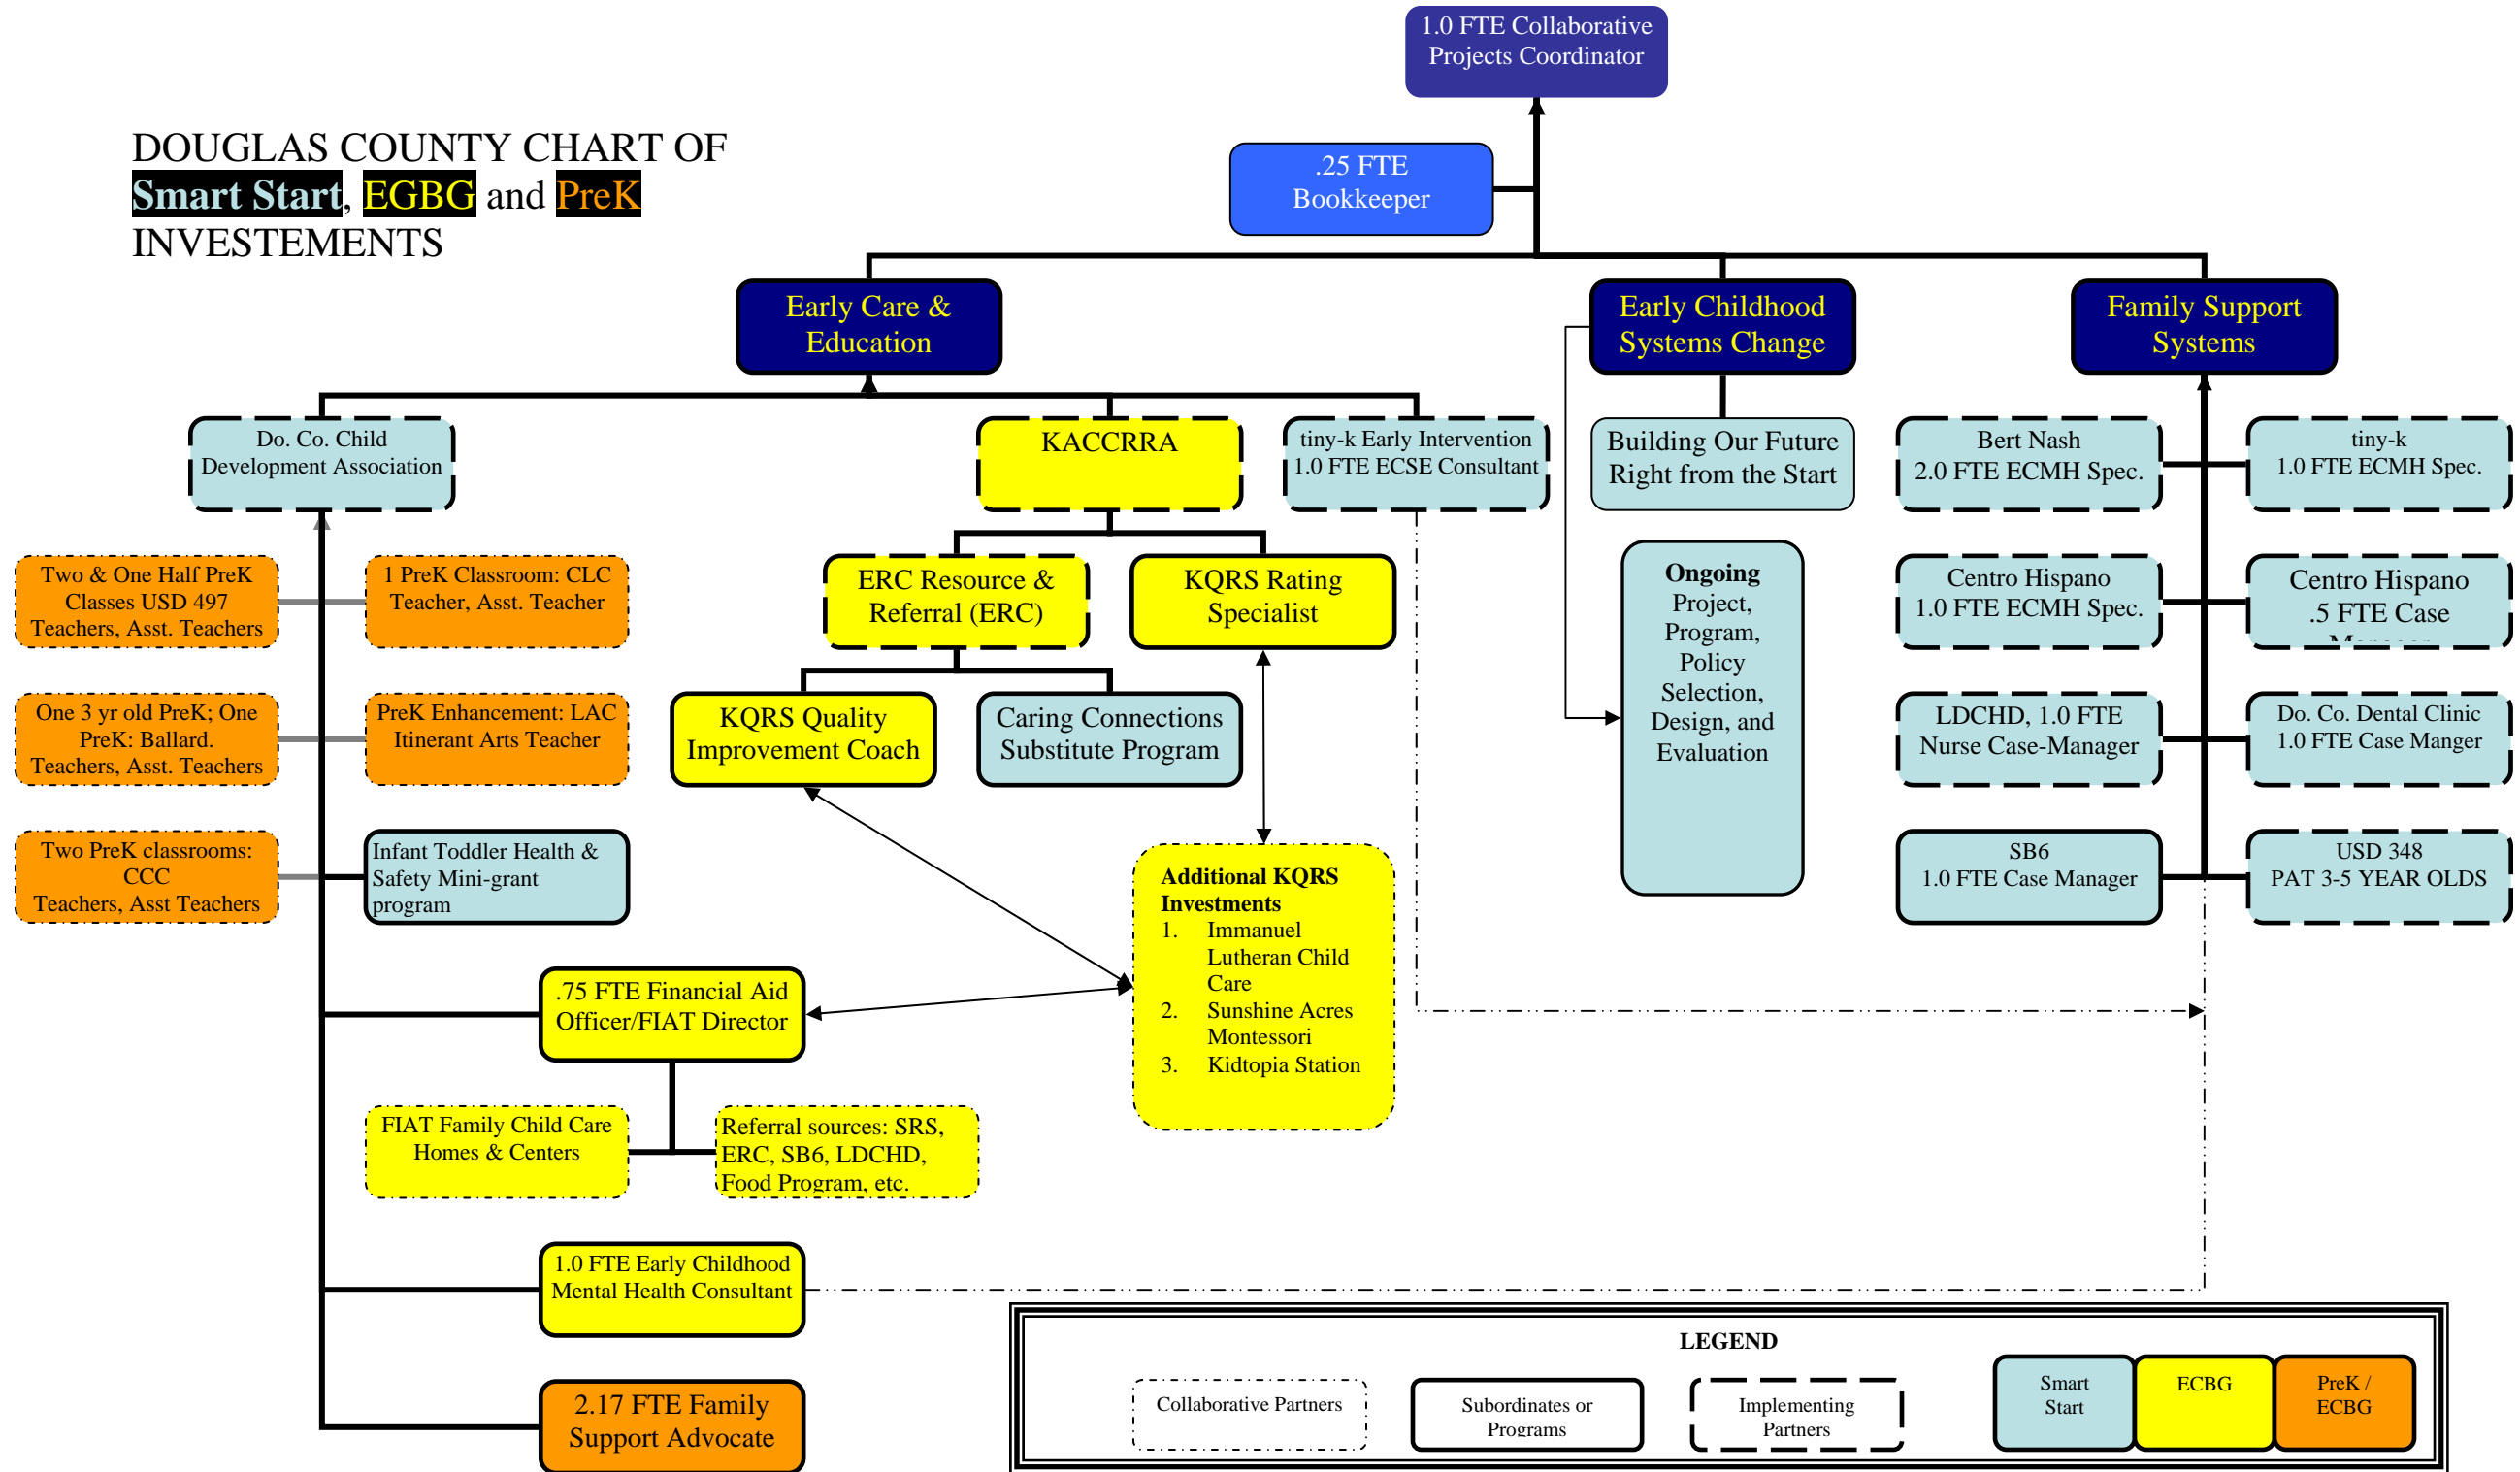 1.0 FTE Collaborative
Projects Coordinator
DOUGLAS COUNTY CHART OF
Smart Start, EGBG and PreK
INVESTEMENTS
.25 FTE
Bookkeeper
Early Care &
Education
Early Childhood
Systems Change
Family Support
Systems
Do. Co. Child
Development Association
KACCRRA
tiny-k Early Intervention
1.0 FTE ECSE Consultant
Building Our Future
Right from the Start
Bert Nash
2.0 FTE ECMH Spec.
tiny-k
1.0 FTE ECMH Spec.
Two & One Half PreK
Classes USD 497
Teachers, Asst. Teachers
1 PreK Classroom: CLC
Teacher, Asst. Teacher
ERC Resource &
Referral (ERC)
KQRS Rating
Specialist
Ongoing
Project,
Program,
Policy
Selection,
Design, and
Evaluation
Centro Hispano
1.0 FTE ECMH Spec.
Centro Hispano
.5 FTE Case
One 3 yr old PreK; One
PreK: Ballard.
Teachers, Asst. Teachers
PreK Enhancement: LAC
Itinerant Arts Teacher
KQRS Quality
Improvement Coach
Caring Connections
Substitute Program
LDCHD, 1.0 FTE
Nurse Case-Manager
Do. Co. Dental Clinic
1.0 FTE Case Manger
Two PreK classrooms:
CCC
Teachers, Asst Teachers
Infant Toddler Health &
Safety Mini-grant
program
Additional KQRS
Investments
1. Immanuel
Lutheran Child
Care
2. Sunshine Acres
Montessori
3. Kidtopia Station
SB6
1.0 FTE Case Manager
USD 348
PAT 3-5 YEAR OLDS
.75 FTE Financial Aid
Officer/FIAT Director
FIAT Family Child Care
Homes & Centers
Referral sources: SRS,
ERC, SB6, LDCHD,
Food Program, etc.
1.0 FTE Early Childhood
Mental Health Consultant
2.17 FTE Family
Support Advocate
LEGEND
Collaborative Partners
Subordinates or
Programs
Implementing
Partners
Smart
Start
ECBG
PreK /
ECBG